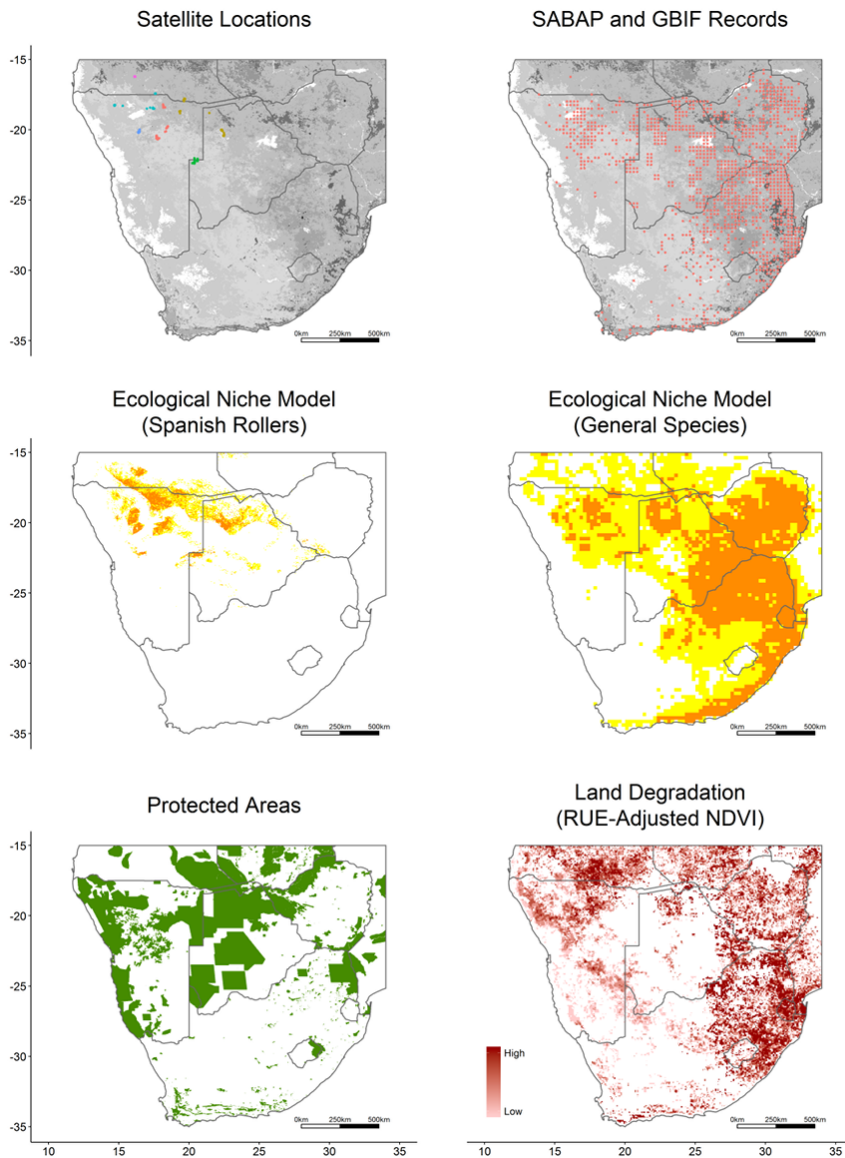 Satellite Locations
SABAP and GBIF Records
-15
-20
-25
-30
-35
0km 250km 500km
0km 250km 500km
Ecological Niche Model
(Spanish Rollers)
Ecological Niche Model
(General Species)
-15
-20
-25
-30
-35
0km 250km 500km
0km 250km 500km
Protected Areas
Land Degradation
(RUE-Adjusted NDVI)
-15
-20
-25
-30
-35
0km 250km 500km
High
Low
0km 250km 500km
10 15 20 25 30 35
10 15 20 25 30 35